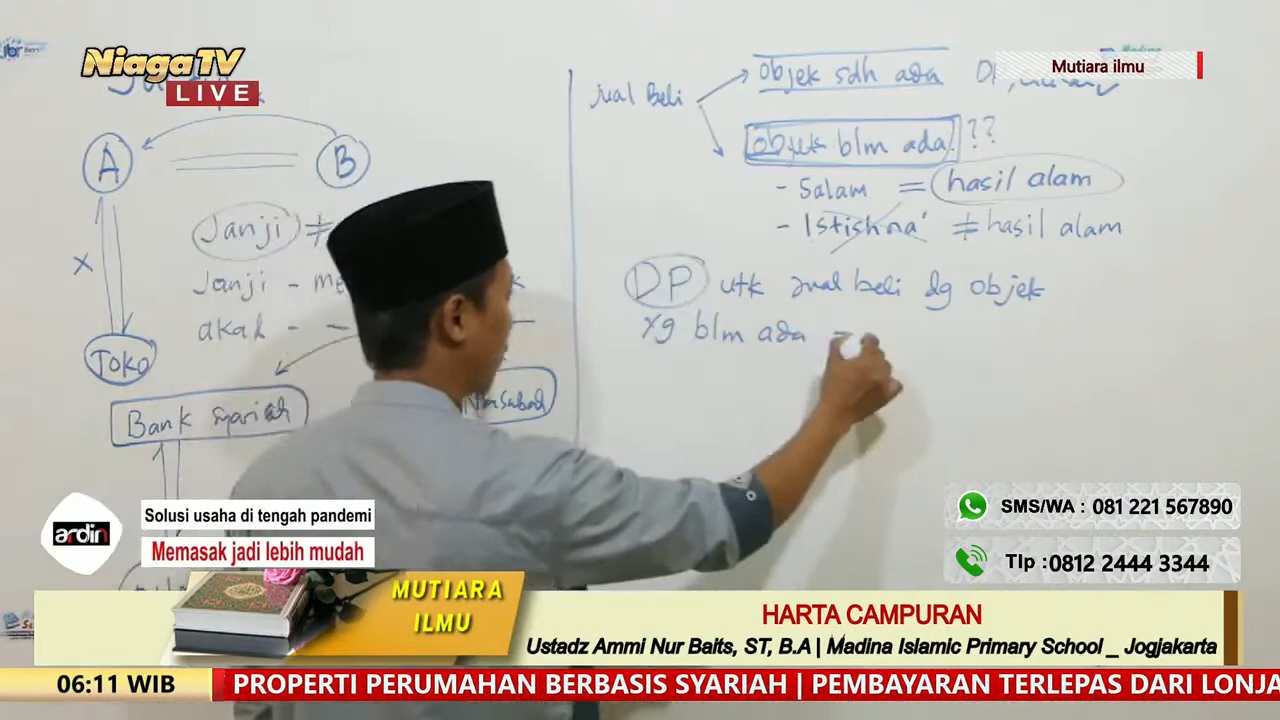 NiagaTV
LIVE
Mutiara ilmu
A
B
Janji ≠
Janji -
akad - -
X
Toko
Bank syariah
Nasabah
Jual Beli
objek sdh ada
objek blm ada ??
- Salam = hasil alam
- Istishna' ≠ hasil alam
DP utk Jual beli dg objek
yg blm ada =
SMS/WA : 081 221 567890
Tlp :0812 2444 3344
ardin
Solusi usaha di tengah pandemi
Memasak jadi lebih mudah
MUTIARA
ILMU
HARTA CAMPURAN
Ustadz Ammi Nur Baits, ST, B.A | Madina Islamic Primary School _ Jogjakarta
06:11 WIB
PROPERTI PERUMAHAN BERBASIS SYARIAH | PEMBAYARAN TERLEPAS DARI LONJA